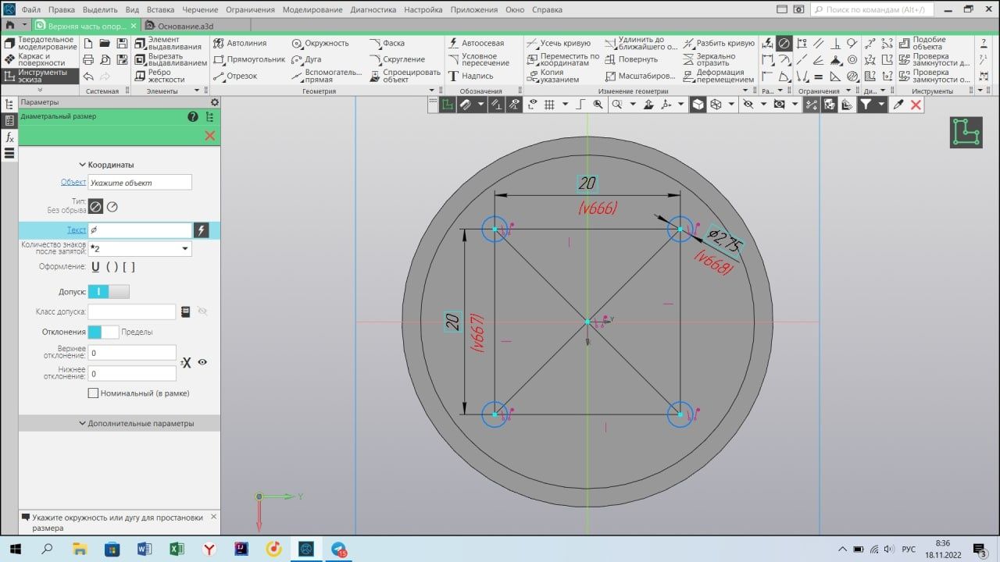 Файл Правка Выделить Вид Вставка Черчение Ограничения Моделирование Диагностика Настройка Приложения Окно Справка
Поиск по командам (Alt+/)
Верхняя часть опор...
Основание.a3d
Твердотельное моделирование
Каркас и поверхности
Инструменты эскиза
Системная
Элемент выдавливания
Вырезать выдавливанием
Ребро жесткости
Элементы
Автолиния
Прямоугольник
Отрезок
Окружность
Дуга
Вспомогатель... прямая
Фаска
Скругление
Спроецировать объект
Геометрия
Автоосевая
Условное пересечение
Надпись
Обозначения
Усечь кривую
Переместить по координатам
Копия указанием
Удлинить до ближайшего о...
Повернуть
Масштабиров...
Разбить кривую
Зеркально отразить
Деформация перемещением
Изменение геометрии
Ра...
Ограничения
Ди...
Подобие объекта
Проверка замкнутости д...
Проверка замкнутости о...
Инструменты
Параметры
Диаметральный размер
Координаты
Объект
Укажите объект
Тип:
Без обрыва
Текст
⌀
Количество знаков
после запятой:
*2
Оформление:
U ( ) [ ]
Допуск:
Класс допуска:
Отклонения
Пределы
Верхнее
отклонение:
0
Нижнее
отклонение:
0
±X
Номинальный (в рамке)
Дополнительные параметры
Укажите окружность или дугу для простановки
размера
20
(v666)
⌀2,75
(v668)
20
(v667)
Y
Y
15
РУС
8:36
18.11.2022
3